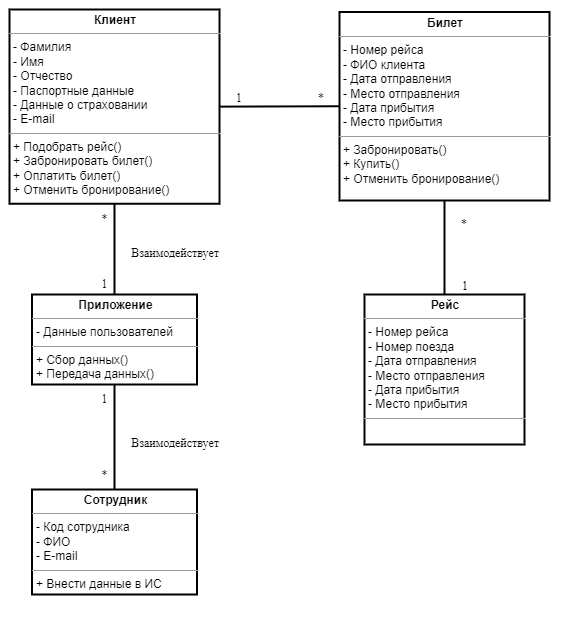 Клиент
- Фамилия
- Имя
- Отчество
- Паспортные данные
- Данные о страховании
- E-mail
+ Подобрать рейс()
+ Забронировать билет()
+ Оплатить билет()
+ Отменить бронирование()
1
*
Билет
- Номер рейса
- ФИО клиента
- Дата отправления
- Место отправления
- Дата прибытия
- Место прибытия
+ Забронировать()
+ Купить()
+ Отменить бронирование()
*
Взаимодействует
1
*
1
Приложение
- Данные пользователей
+ Сбор данных()
+ Передача данных()
Рейс
- Номер рейса
- Номер поезда
- Дата отправления
- Место отправления
- Дата прибытия
- Место прибытия
1
Взаимодействует
*
Сотрудник
- Код сотрудника
- ФИО
- E-mail
+ Внести данные в ИС